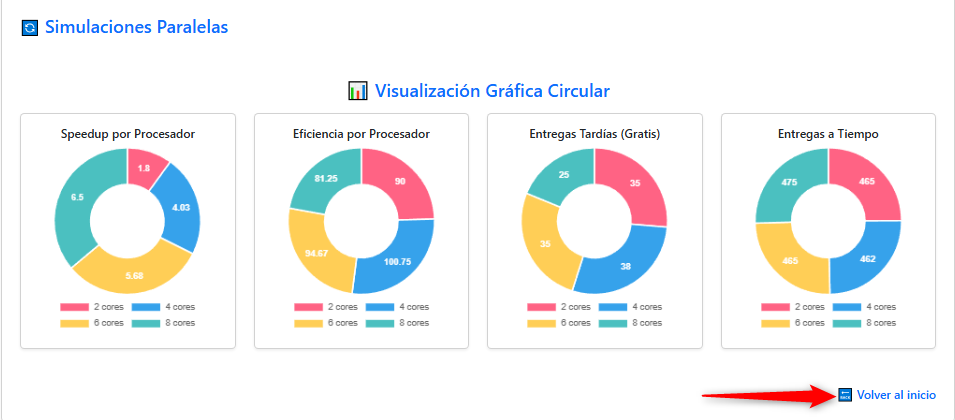 Simulaciones Paralelas
Visualización Gráfica Circular
Speedup por Procesador
1.8
4.03
5.68
6.5
2 cores 4 cores
6 cores 8 cores
Eficiencia por Procesador
90
100.75
94.67
81.25
2 cores 4 cores
6 cores 8 cores
Entregas Tardías (Gratis)
35
38
35
25
2 cores 4 cores
6 cores 8 cores
Entregas a Tiempo
465
462
465
475
2 cores 4 cores
6 cores 8 cores
Volver al inicio